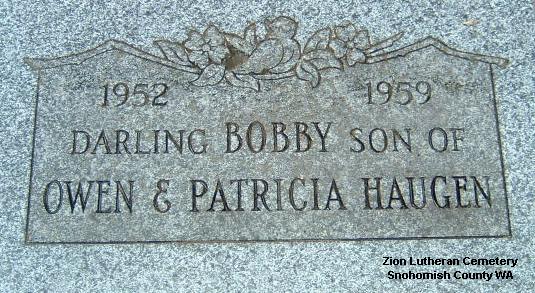 1952 1959
DARLING BOBBY SON OF
OWEN & PATRICIA HAUGEN
Zion Lutheran Cemetery
Snohomish County WA